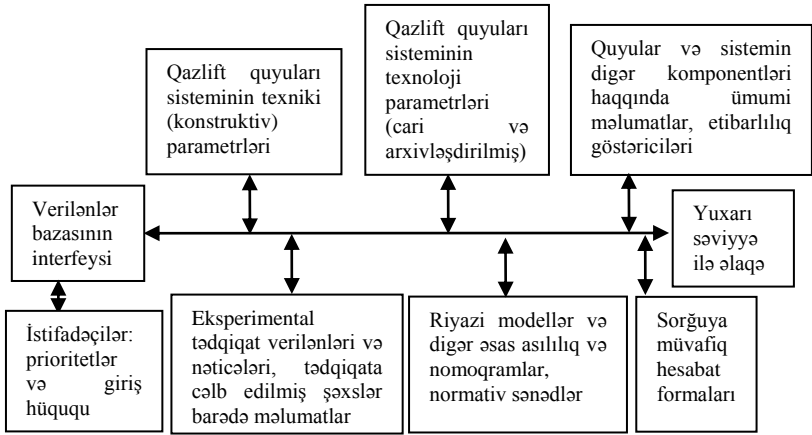 Qazlift quyuları
sisteminin texniki
(konstruktiv)
parametrləri
Qazlift quyuları
sisteminin
texnoloji
parametrləri
(cari və
arxivləşdirilmiş)
Quyular və sistemin
digər komponentləri
haqqında ümumi
məlumatlar, etibarlılıq
göstəriciləri
Verilənlər
bazasının
interfeysi
Yuxarı
səviyyə
ilə əlaqə
İstifadəçilər:
prioritetlər
və giriş
hüququ
Eksperimental
tədqiqat verilənləri və
nəticələri, tədqiqata
cəlb edilmiş şəxslər
barədə məlumatlar
Riyazi modellər və
digər əsas asılılıq və
nomoqramlar,
normativ sənədlər
Sorğuya
müvafiq
hesabat
formaları